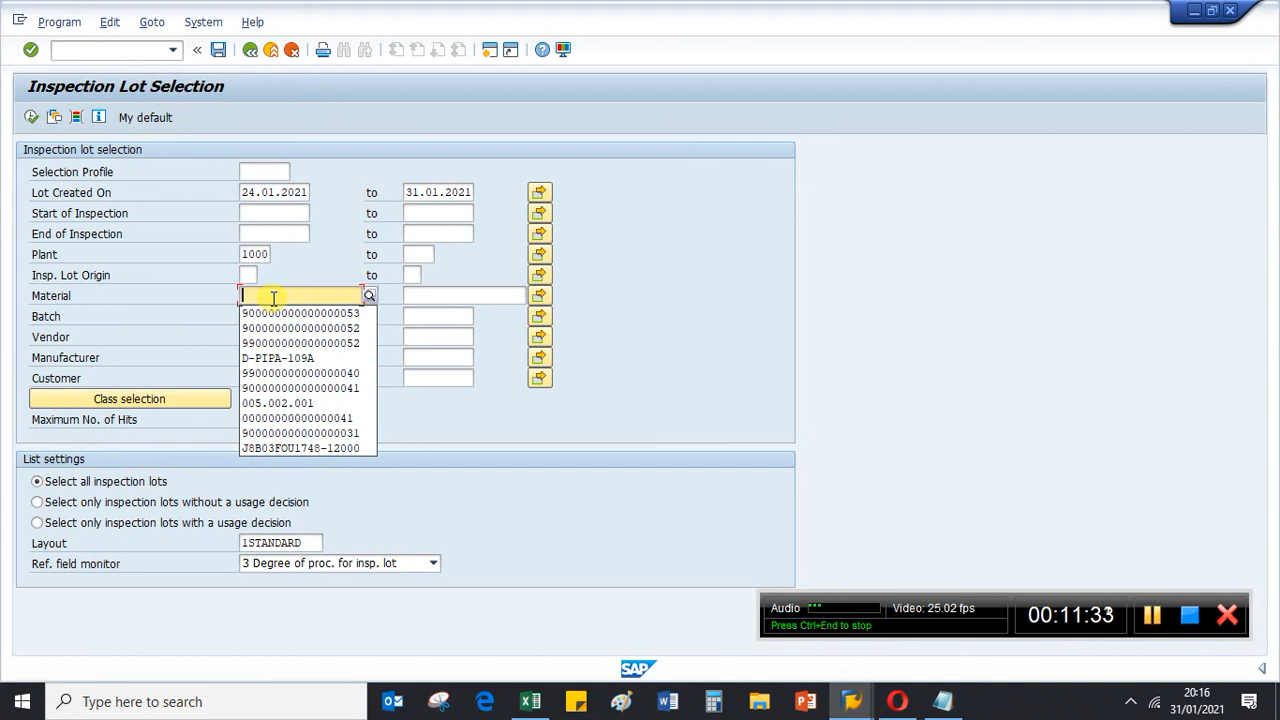 Program Edit Goto System Help
Inspection Lot Selection
My default
Inspection lot selection
Selection Profile
Lot Created On 24.01.2021 to 31.01.2021
Start of Inspection to
End of Inspection to
Plant 1000 to
Insp. Lot Origin to
Material
Batch
Vendor
Manufacturer
Customer
900000000000000053
900000000000000052
990000000000000052
D-PIPA-109A
990000000000000040
900000000000000041
005.002.001
00000000000000041
900000000000000031
J8B03FOU1748-12000
Class selection
Maximum No. of Hits
List settings
Select all inspection lots
Select only inspection lots without a usage decision
Select only inspection lots with a usage decision
Layout 1STANDARD
Ref. field monitor 3 Degree of proc. for insp. lot
Audio Video: 25.02 fps
Press Ctrl+End to stop
00:11:33
SAP
Type here to search
20:16
31/01/2021